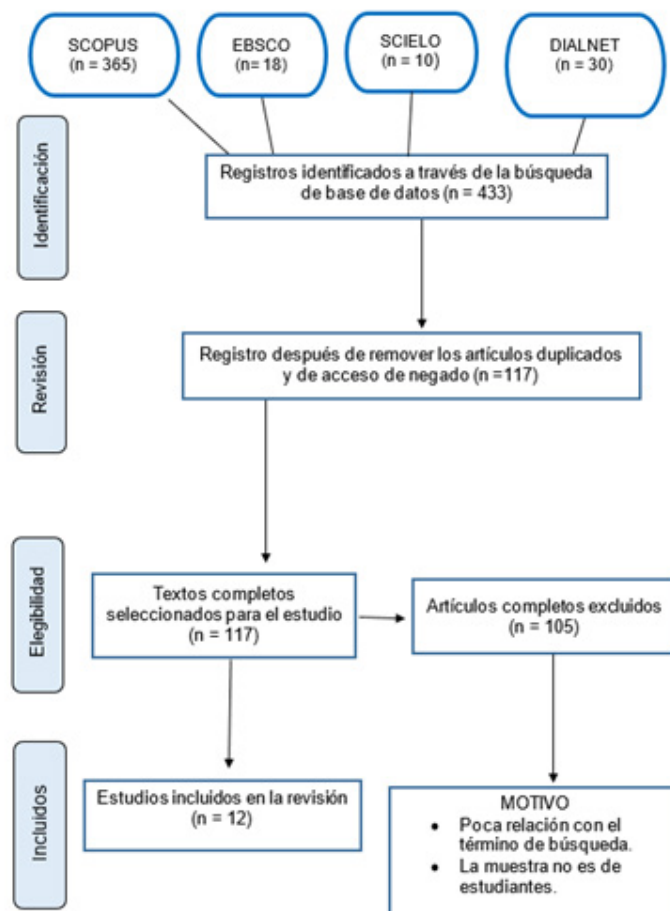 SCOPUS
(n = 365)
EBSCO
(n= 18)
SCIELO
(n = 10)
DIALNET
(n = 30)
Identificación
Registros identificados a través de la búsqueda
de base de datos (n = 433)
Revisión
Registro después de remover los artículos duplicados
y de acceso de negado (n =117)
Elegibilidad
Textos completos
seleccionados para el estudio
(n = 117)
Artículos completos excluidos
(n = 105)
Incluidos
Estudios incluidos en la revisión
(n = 12)
MOTIVO
• Poca relación con el
término de búsqueda.
• La muestra no es de
estudiantes.